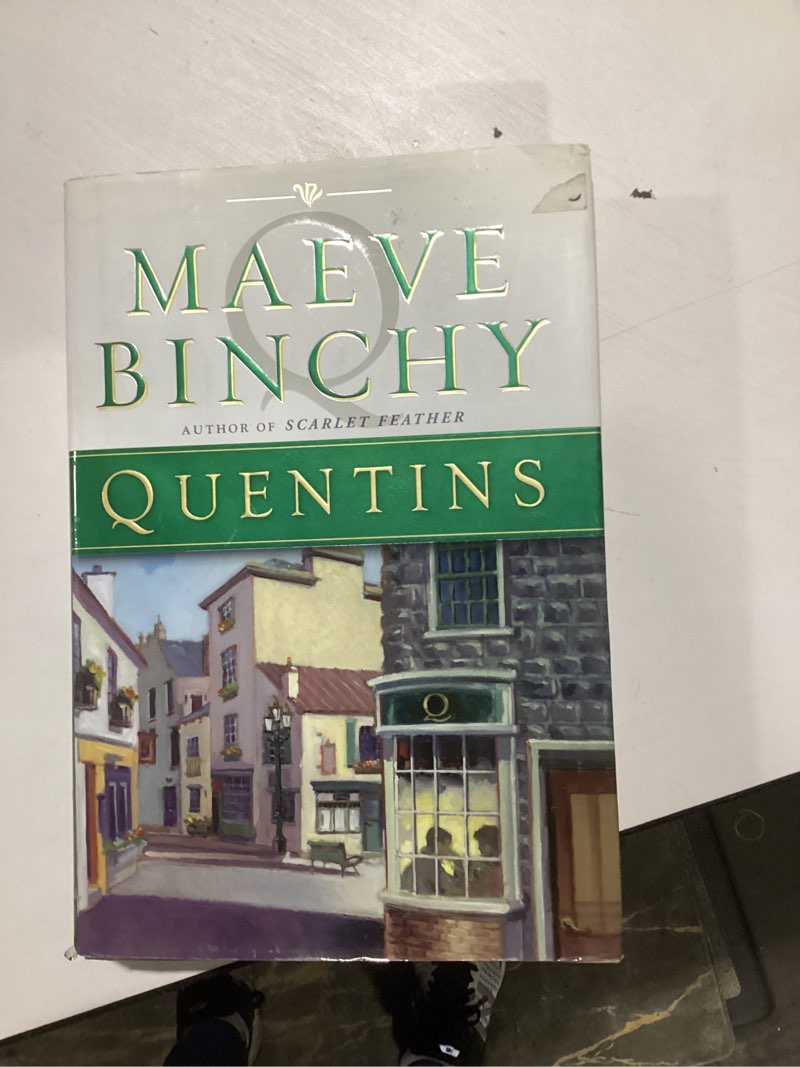 MAEVE
BINCHY
AUTHOR OF SCARLET FEATHER
QUENTINS
Q